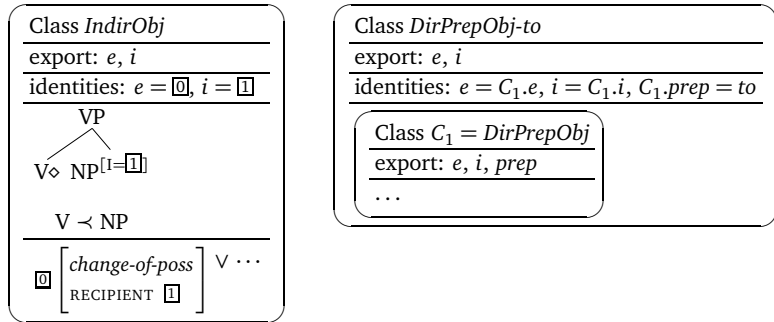 Class IndirObj
export: e, i
identities: e = 0, i = 1
VP
V⋄ NP[I=1]
V ≺ NP
0 [change-of-poss
RECIPIENT 1] ∨ ⋯
Class DirPrepObj-to
export: e, i
identities: e = C₁.e, i = C₁.i, C₁.prep = to
Class C₁ = DirPrepObj
export: e, i, prep
...